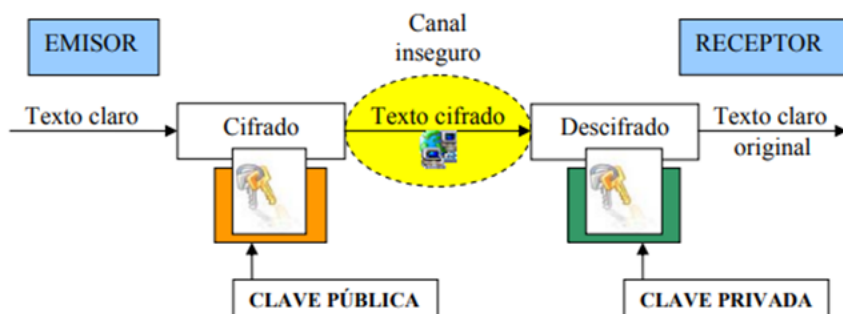 EMISOR
Canal
inseguro
RECEPTOR
Texto claro
Cifrado
Texto cifrado
Descifrado
Texto claro
original
CLAVE PÚBLICA
CLAVE PRIVADA